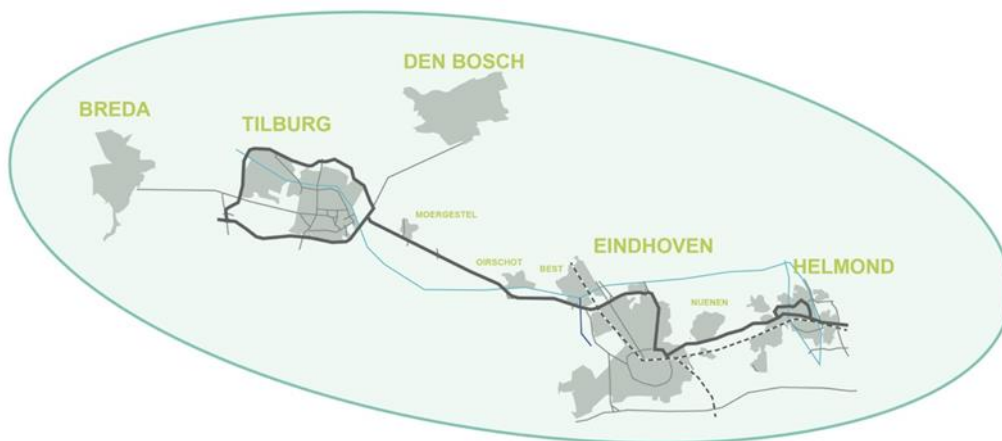 DEN BOSCH
BREDA
TILBURG
MOERGESTEL
EINDHOVEN
OIRSCHOT
BEST
HELMOND
NUENEN